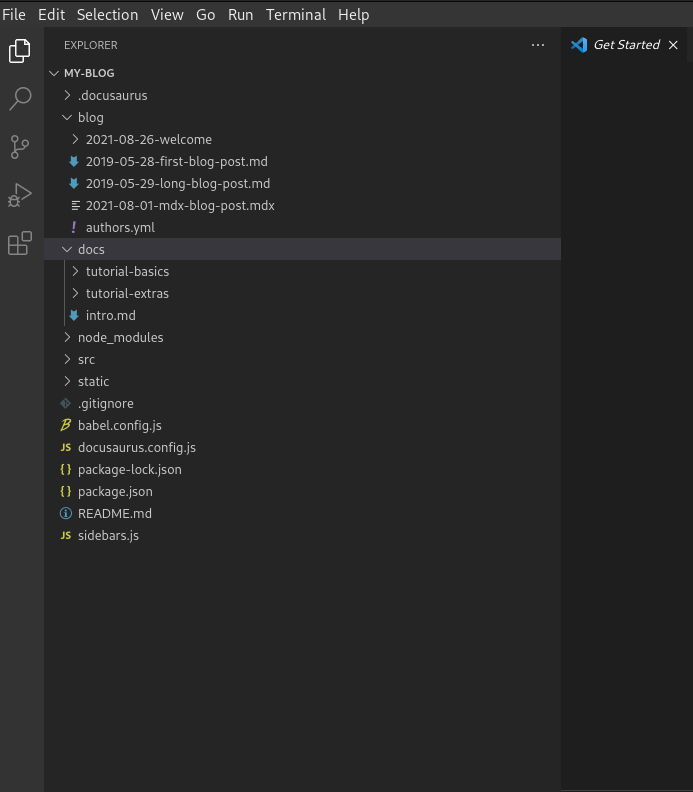 File Edit Selection View Go Run Terminal Help
EXPLORER
Get Started
MY-BLOG
.docusaurus
blog
2021-08-26-welcome
2019-05-28-first-blog-post.md
2019-05-29-long-blog-post.md
2021-08-01-mdx-blog-post.mdx
! authors.yml
docs
tutorial-basics
tutorial-extras
intro.md
node_modules
src
static
.gitignore
babel.config.js
JS docusaurus.config.js
{ } package-lock.json
{ } package.json
README.md
JS sidebars.js